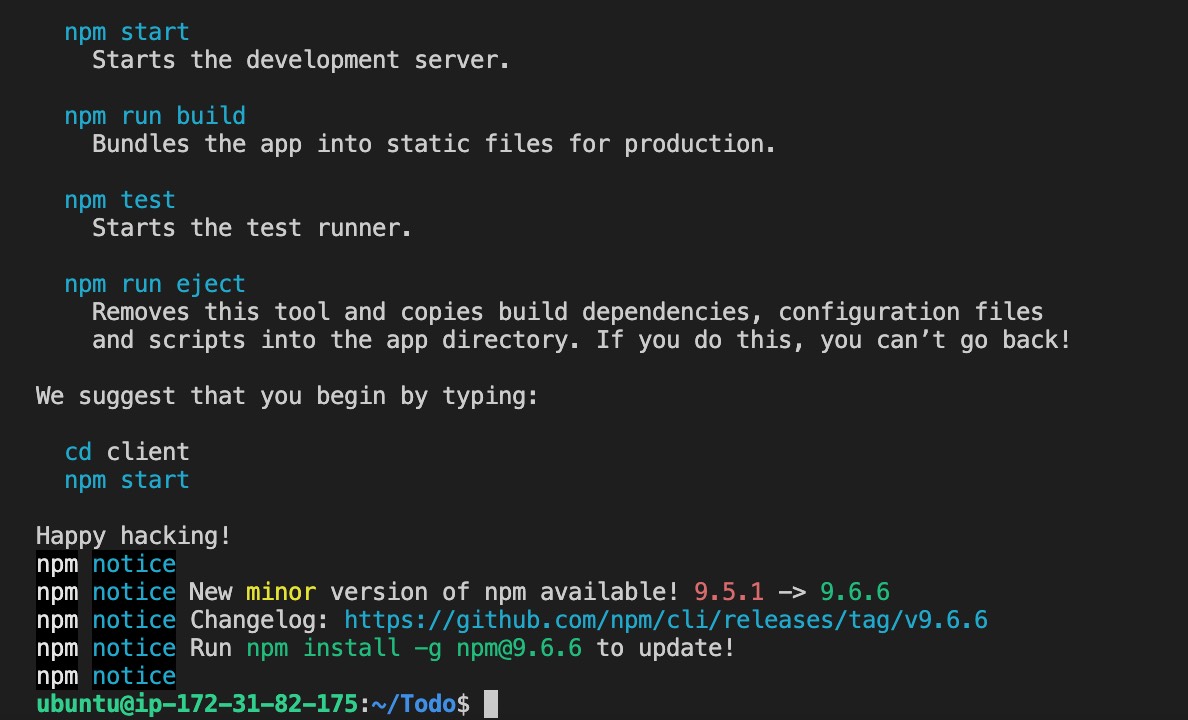 npm start
Starts the development server.
npm run build
Bundles the app into static files for production.
npm test
Starts the test runner.
npm run eject
Removes this tool and copies build dependencies, configuration files
and scripts into the app directory. If you do this, you can’t go back!
We suggest that you begin by typing:
cd client
npm start
Happy hacking!
npm notice
npm notice New minor version of npm available! 9.5.1 -> 9.6.6
npm notice Changelog: https://github.com/npm/cli/releases/tag/v9.6.6
npm notice Run npm install -g npm@9.6.6 to update!
npm notice
ubuntu@ip-172-31-82-175:~/Todo$